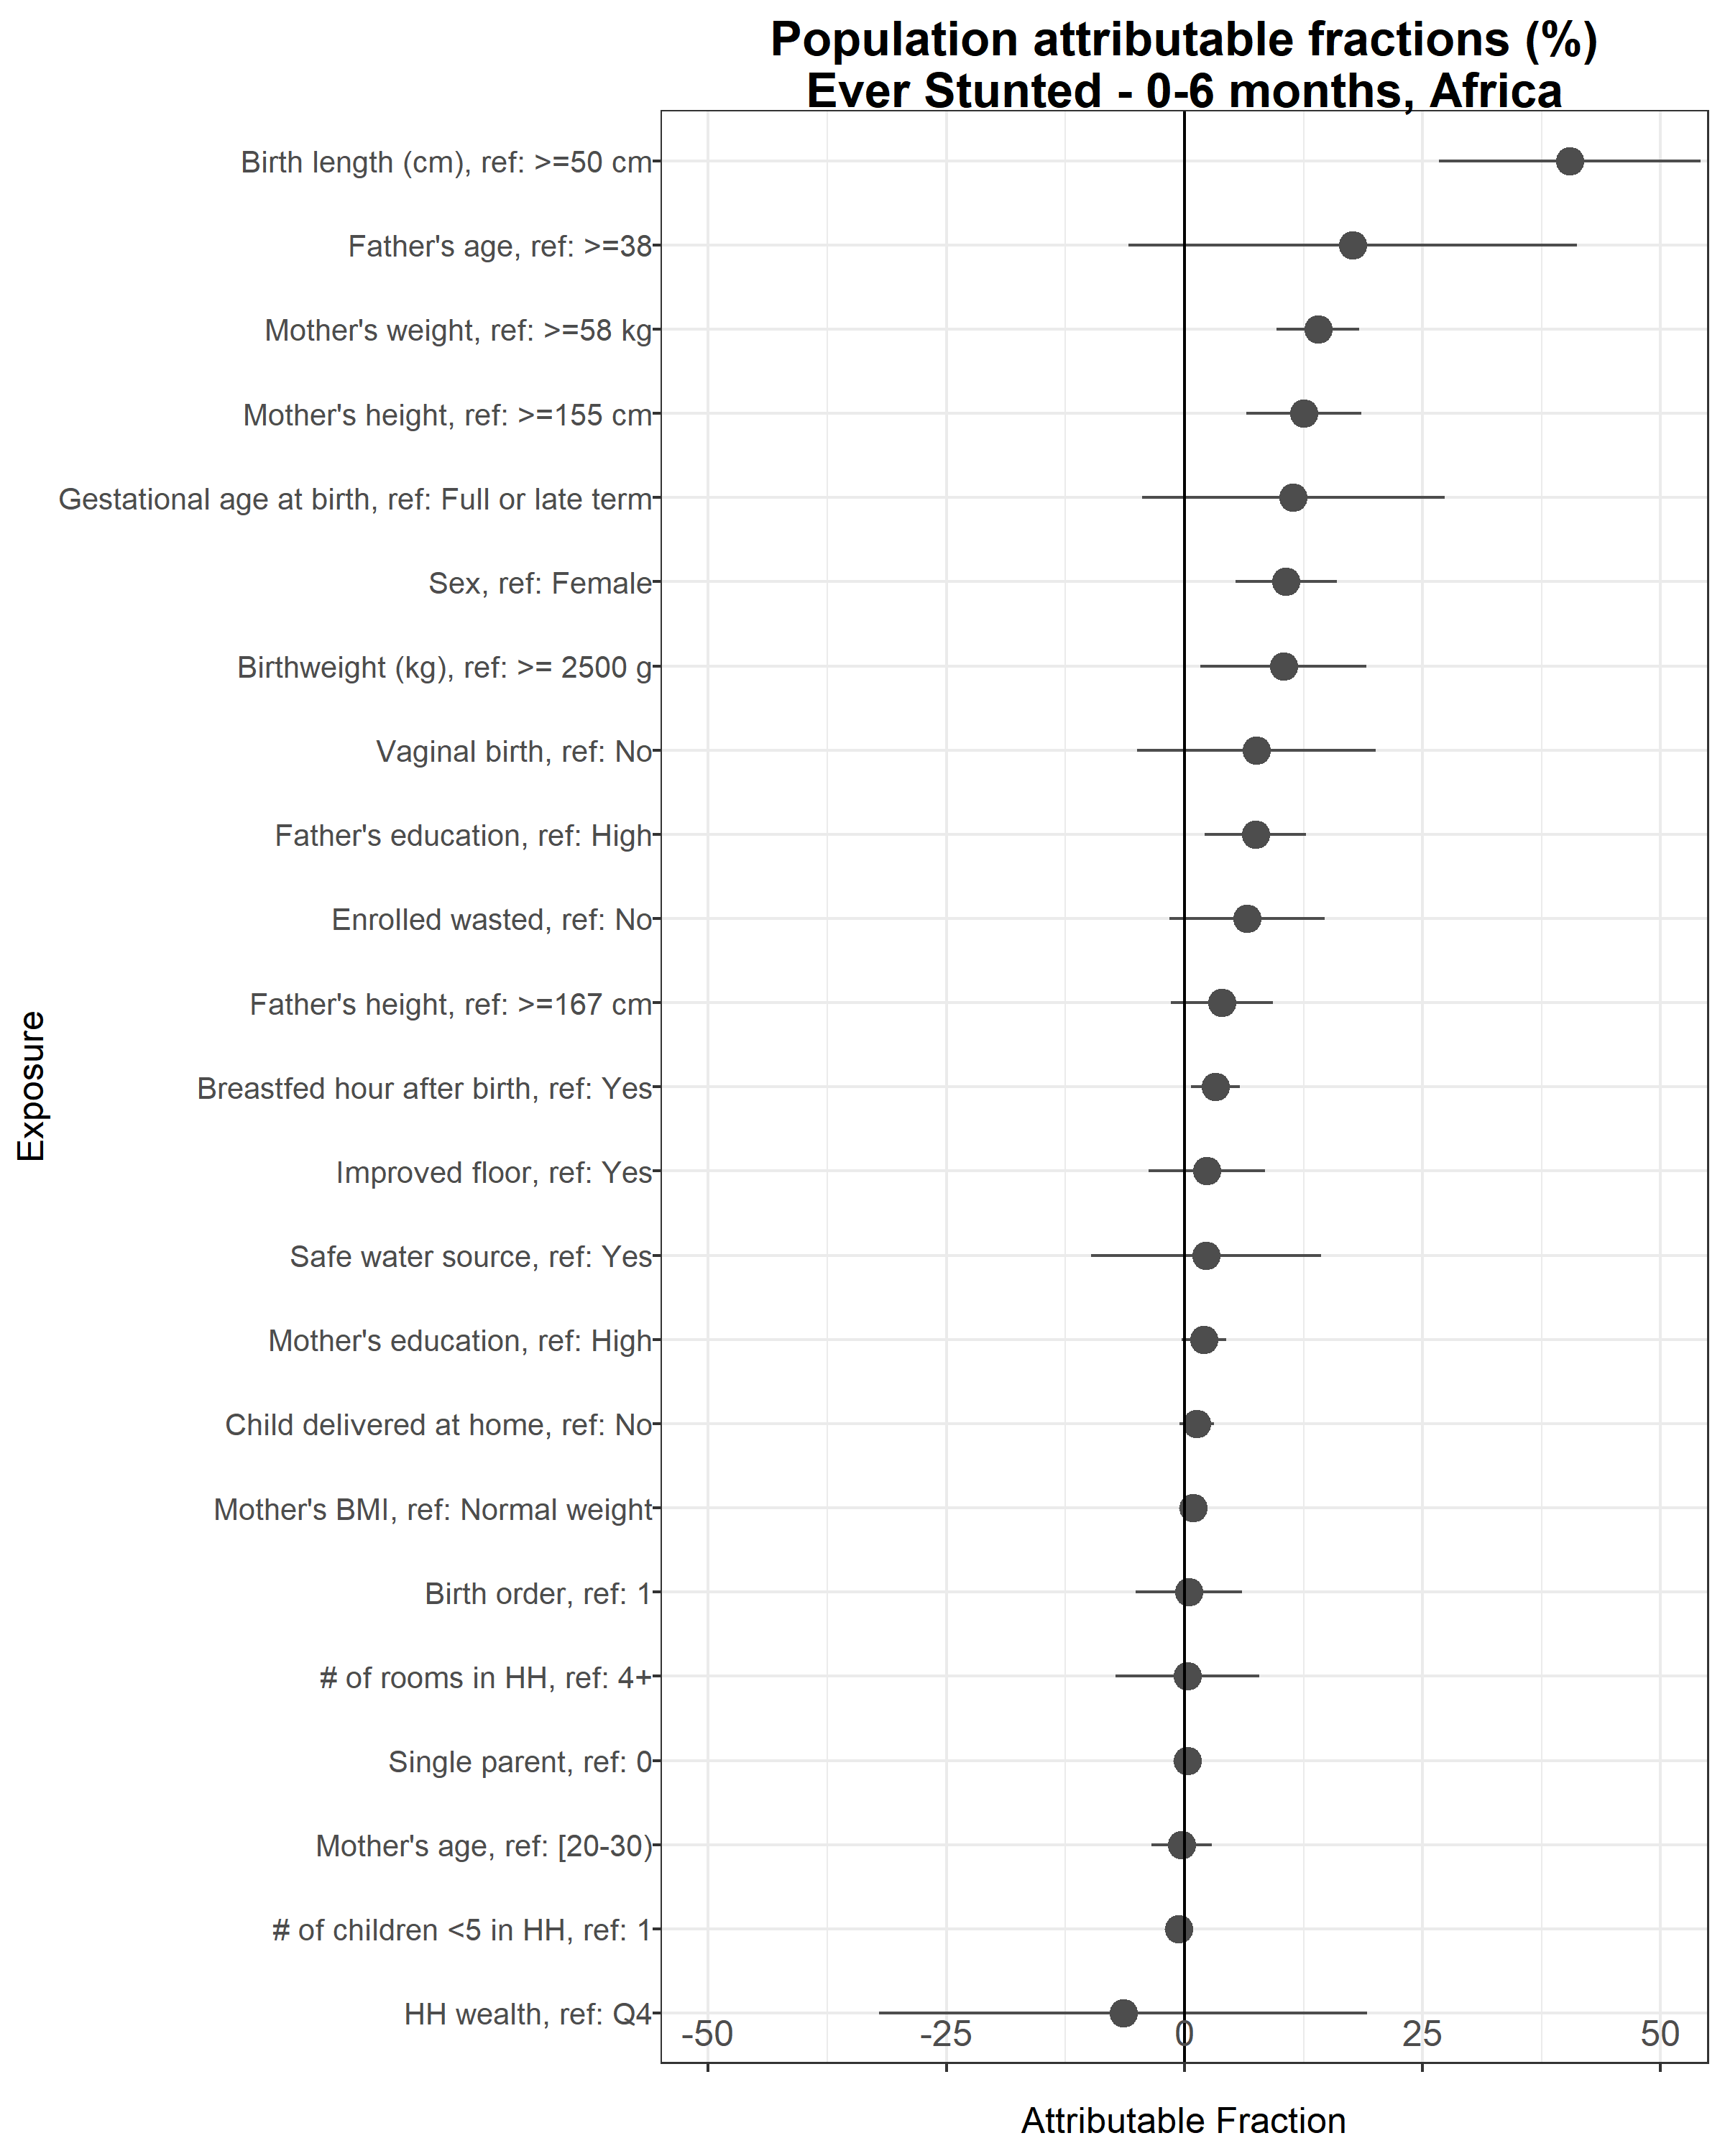 Population attributable fractions (%)
Ever Stunted - 0-6 months, Africa
Birth length (cm), ref: >=50 cm
Father's age, ref: >=38
Mother's weight, ref: >=58 kg
Mother's height, ref: >=155 cm
Gestational age at birth, ref: Full or late term
Sex, ref: Female
Birthweight (kg), ref: >= 2500 g
Vaginal birth, ref: No
Father's education, ref: High
Enrolled wasted, ref: No
Father's height, ref: >=167 cm
Breastfed hour after birth, ref: Yes
Improved floor, ref: Yes
Safe water source, ref: Yes
Mother's education, ref: High
Child delivered at home, ref: No
Mother's BMI, ref: Normal weight
Birth order, ref: 1
# of rooms in HH, ref: 4+
Single parent, ref: 0
Mother's age, ref: [20-30)
# of children <5 in HH, ref: 1
HH wealth, ref: Q4
Exposure
-50 -25 0 25 50
Attributable Fraction